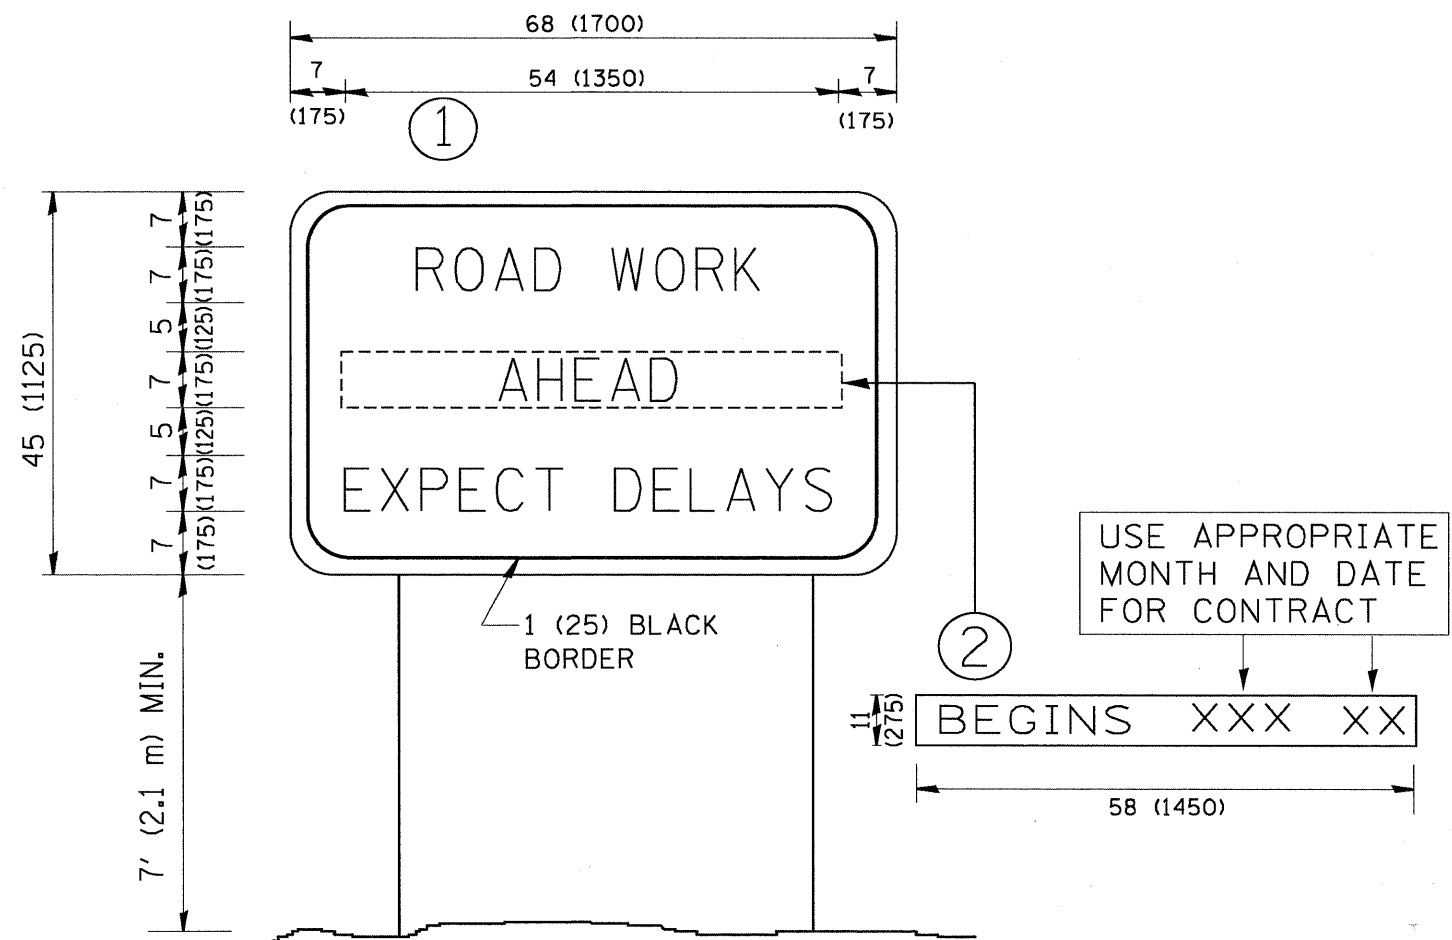 68 (1700)
7
54 (1350)
7
(175)
(175)
1
45 (1125)
7
(175)
7
(175)
5
(125)
7
(175)
5
(125)
7
(175)
7
(175)
ROAD WORK
AHEAD
EXPECT DELAYS
1 (25) BLACK
BORDER
7' (2.1 m) MIN.
USE APPROPRIATE
MONTH AND DATE
FOR CONTRACT
2
11
(275)
BEGINS XXX XX
58 (1450)